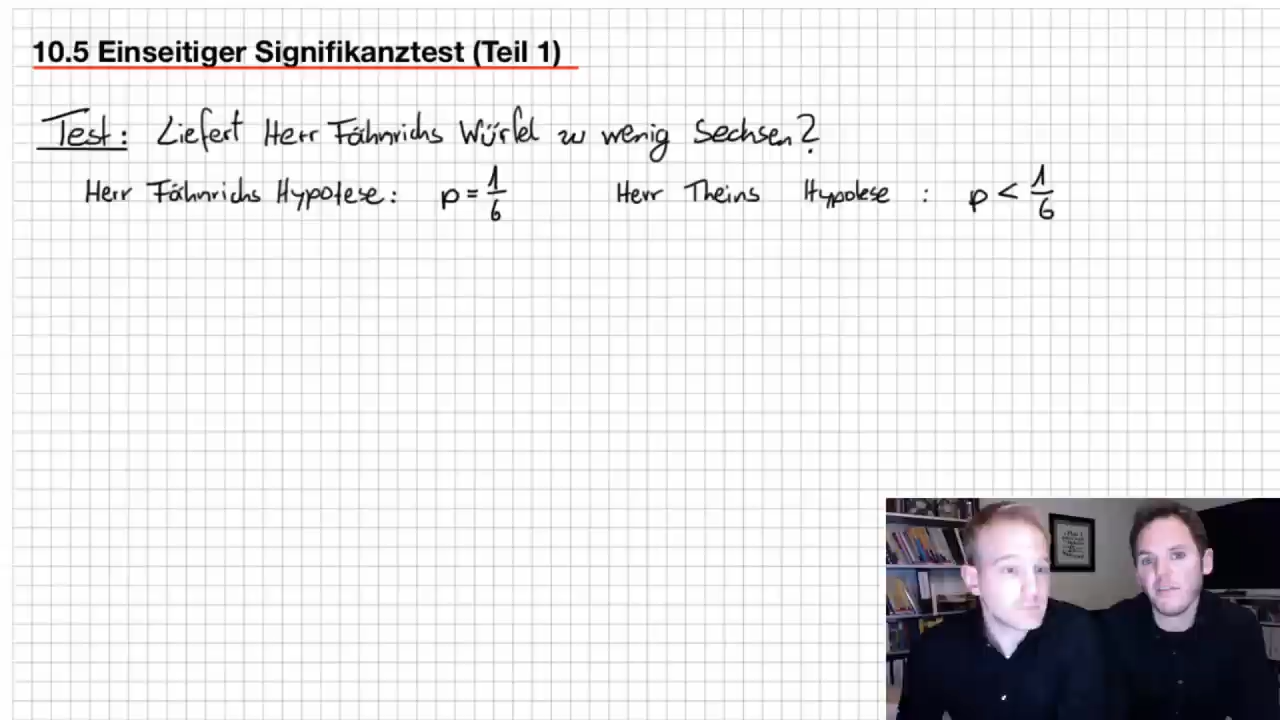 10.5 Einseitiger Signifikanztest (Teil 1)
Test: Liefert Herr Fähnrichs Würfel zu wenig Sechsen?
Herr Fähnrichs Hypotese: p = 1/6 Herr Theins Hypotese : p < 1/6